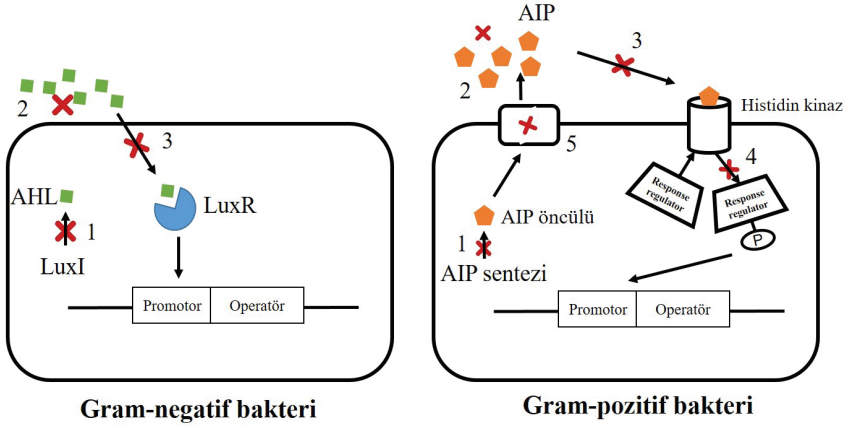 2
3
AHL
LuxR
1
LuxI
Promotor
Operatör
Gram-negatif bakteri
AIP
3
2
Histidin kinaz
5
4
Response
regulator
Response
regulator
P
AIP öncülü
1
AIP sentezi
Promotor
Operatör
Gram-pozitif bakteri